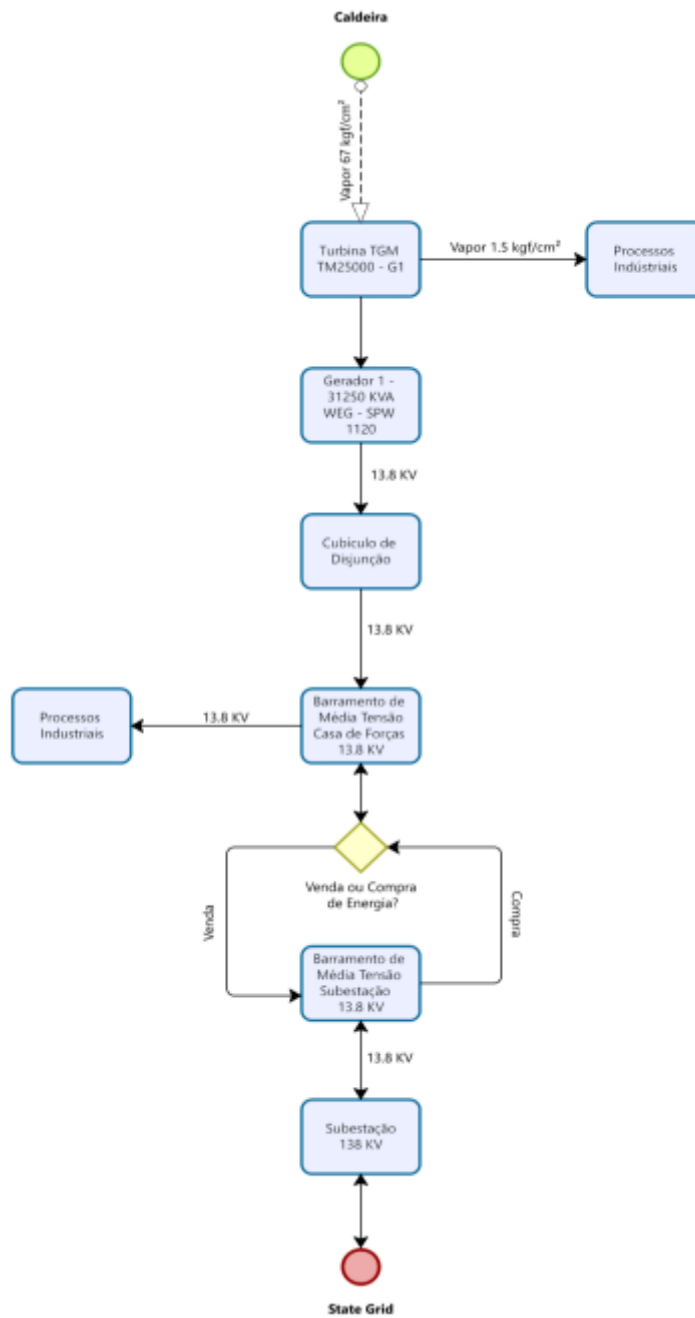 Caldeira
Vapor 67 kgf/cm²
Turbina TGM
TM25000 - G1
Vapor 1.5 kgf/cm²
Processos
Indústriais
Gerador 1 -
31250 KVA
WEG - SPW
1120
13.8 KV
Cubículo de
Disjunção
13.8 KV
Processos
Industriais
13.8 KV
Barramento de
Média Tensão
Casa de Forças
13.8 KV
Venda ou Compra
de Energia?
Venda
Compra
Barramento de
Média Tensão
Subestação
13.8 KV
13.8 KV
Subestação
138 KV
State Grid